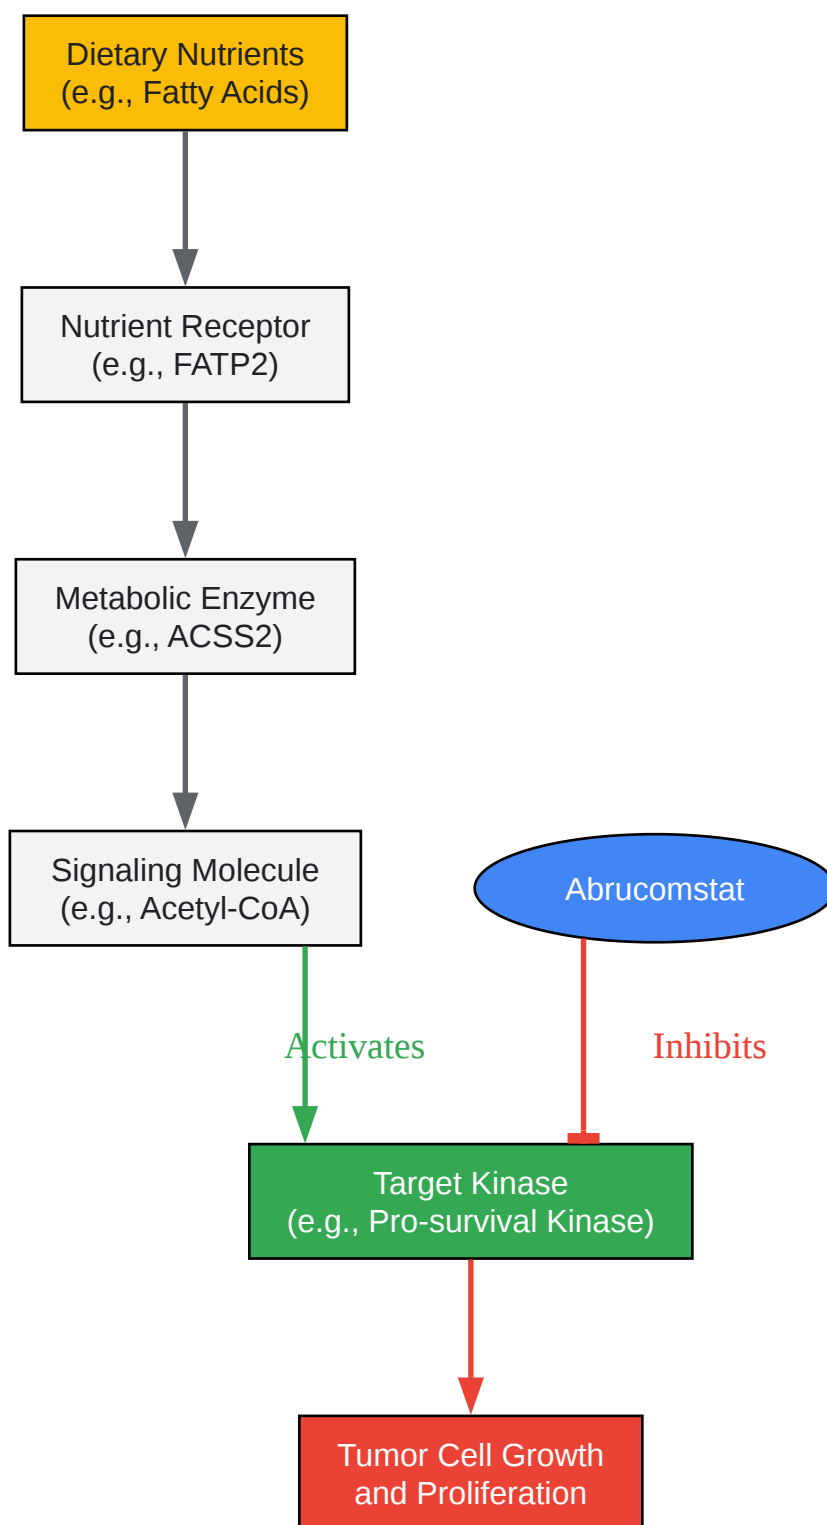 Dietary Nutrients
(e.g., Fatty Acids)
Nutrient Receptor
(e.g., FATP2)
Metabolic Enzyme
(e.g., ACSS2)
Signaling Molecule
(e.g., Acetyl-CoA)
Abrucomstat
Activates
Inhibits
Target Kinase
(e.g., Pro-survival Kinase)
Tumor Cell Growth
and Proliferation